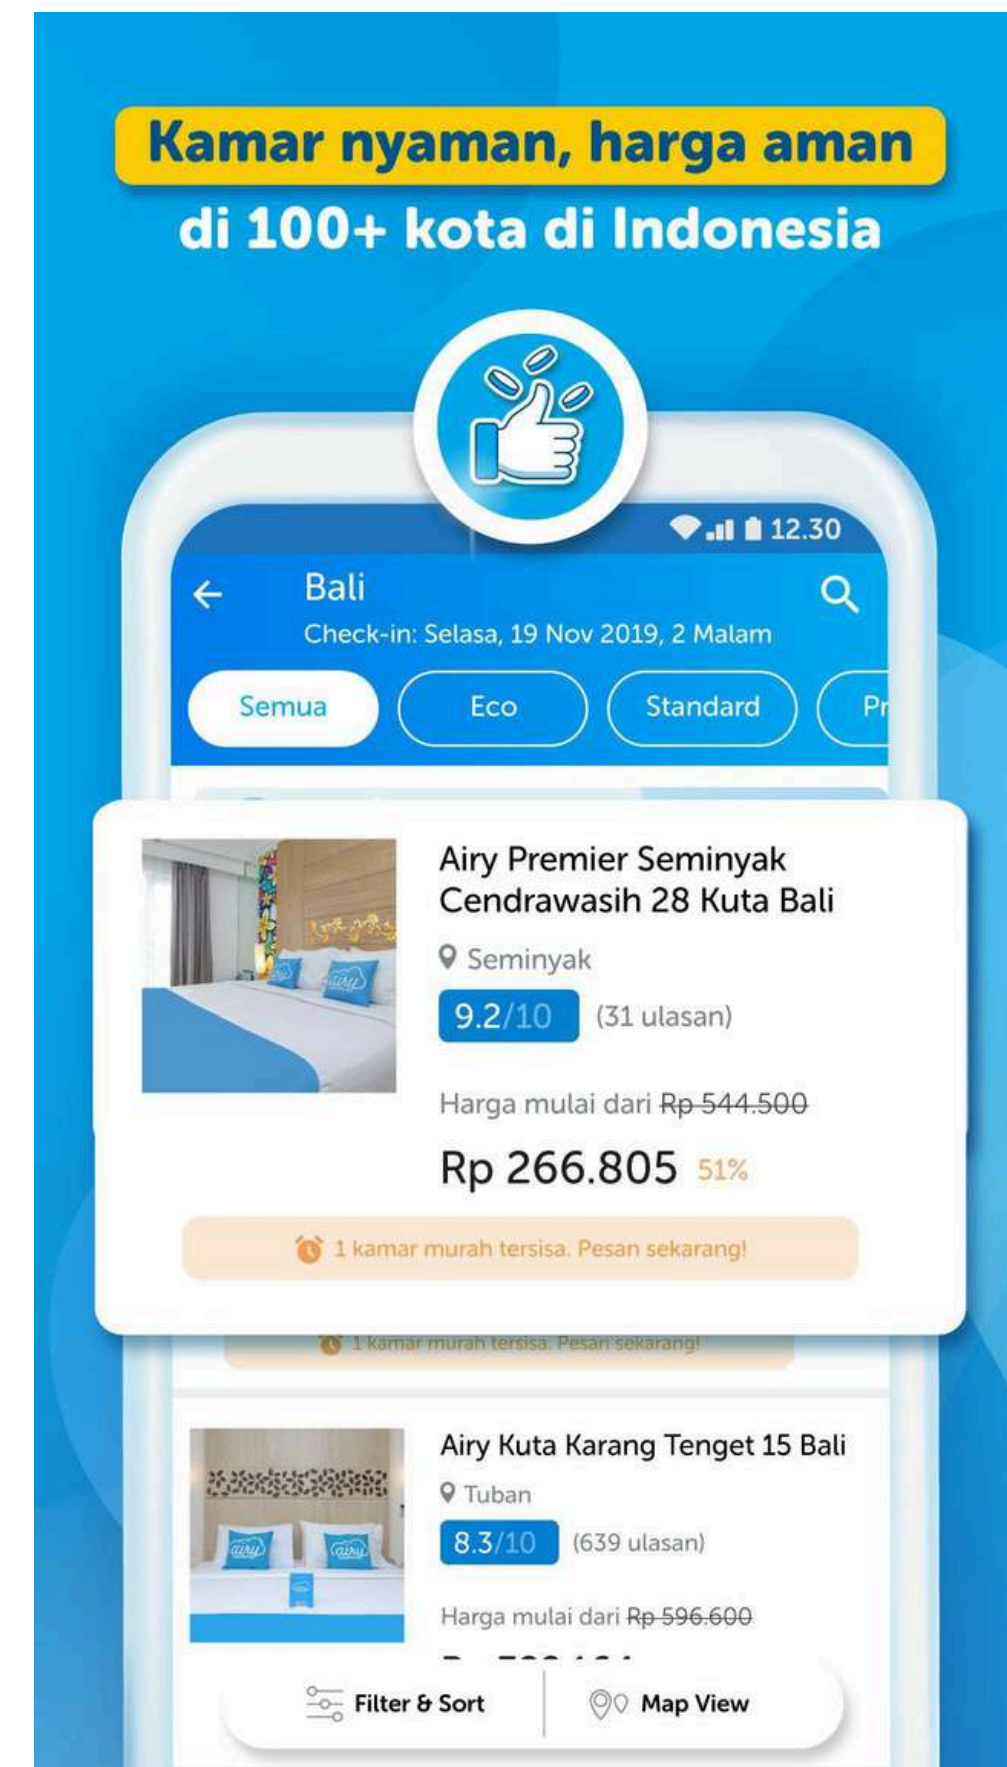 Kamar nyaman, harga aman
di 100+ kota di Indonesia
12.30
Bali
Check-in: Selasa, 19 Nov 2019, 2 Malam
Semua
Eco
Standard
Pr
Airy Premier Seminyak
Cendrawasih 28 Kuta Bali
Seminyak
9.2/10 (31 ulasan)
Harga mulai dari Rp 544.500
Rp 266.805 51%
1 kamar murah tersisa. Pesan sekarang!
1 kamar murah tersisa. Pesan sekarang!
Airy Kuta Karang Tenget 15 Bali
Tuban
8.3/10 (639 ulasan)
Harga mulai dari Rp 596.600
airy
airy
airy
Filter & Sort
Map View